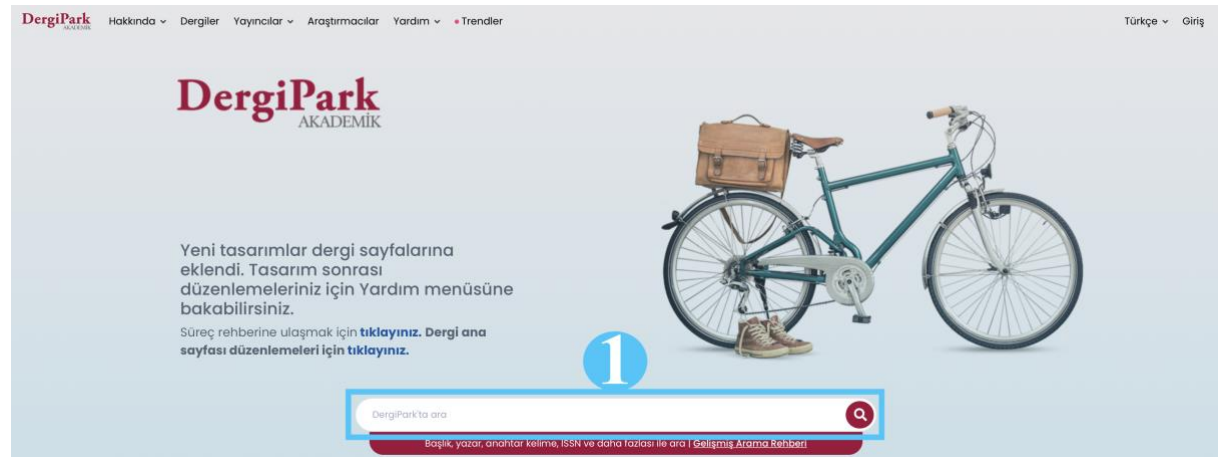 DergiPark AKADEMİK Hakkında Dergiler Yayıncılar Araştırmacılar Yardım Trendler Türkçe Giriş
DergiPark
AKADEMİK
Yeni tasarımlar dergi sayfalarına
eklendi. Tasarım sonrası
düzenlemeleriniz için Yardım menüsüne
bakabilirsiniz.
Süreç rehberine ulaşmak için tıklayınız. Dergi ana
sayfası düzenlemeleri için tıklayınız.
1
DergiPark'ta ara
Başlık, yazar, anahtar kelime, ISSN ve daha fazlası ile ara | Gelişmiş Arama Rehberi